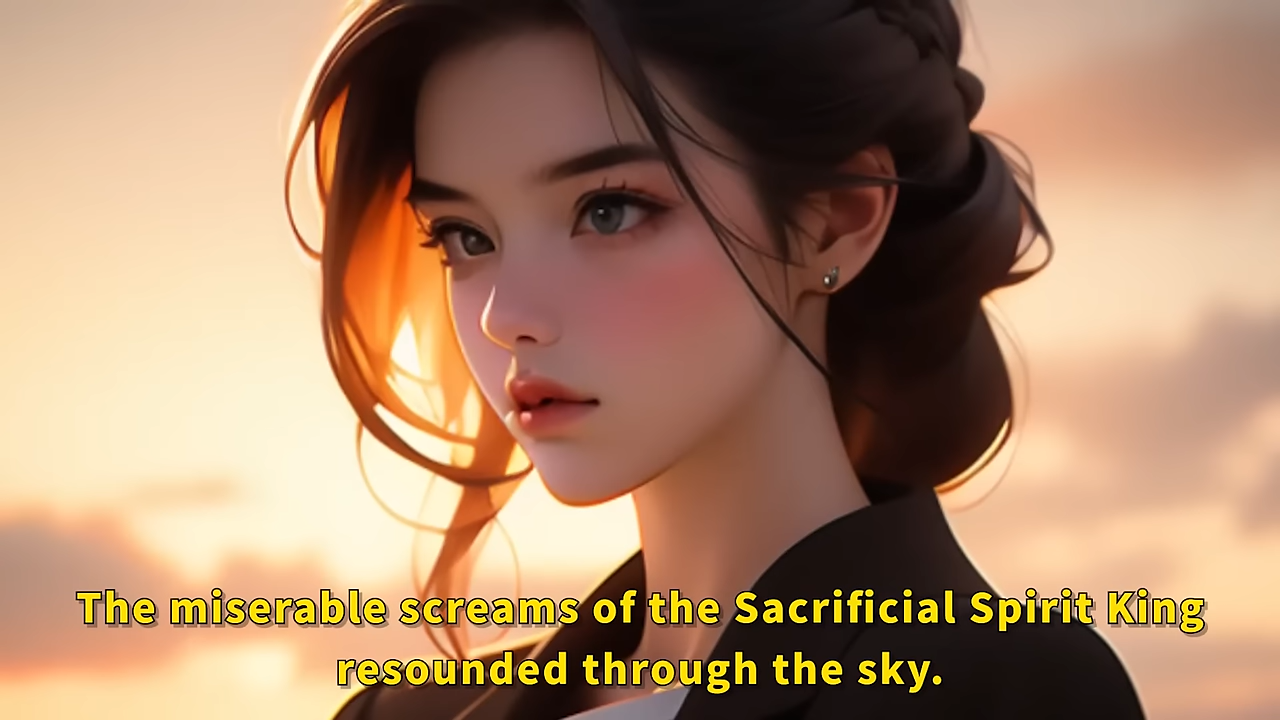 The miserable screams of the Sacrificial Spirit King
resounded through the sky.